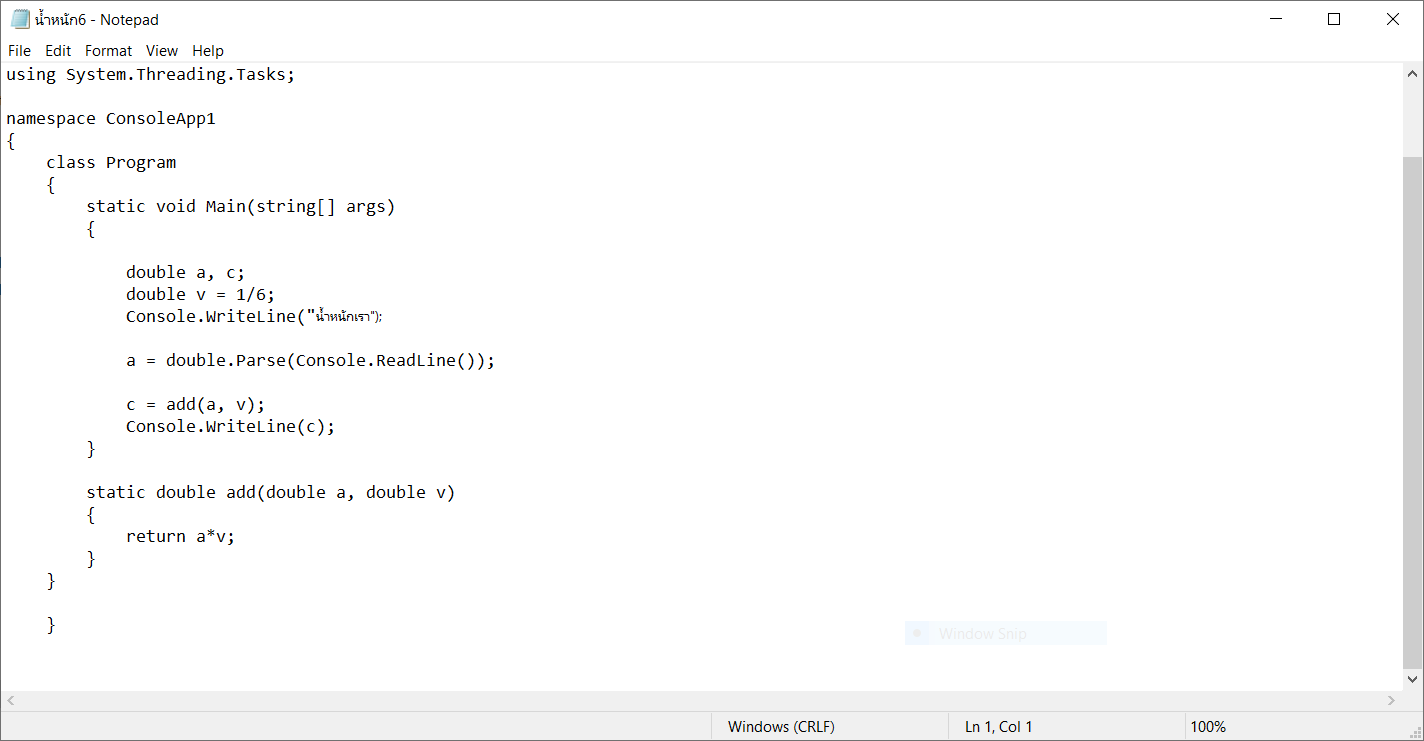 น้ำหนัก6 - Notepad
File Edit Format View Help
using System.Threading.Tasks;
namespace ConsoleApp1
{
class Program
{
static void Main(string[] args)
{
double a, c;
double v = 1/6;
Console.WriteLine("น้ำหนักเรา");
a = double.Parse(Console.ReadLine());
c = add(a, v);
Console.WriteLine(c);
}
static double add(double a, double v)
{
return a*v;
}
}
}
Window Snip
Windows (CRLF) Ln 1, Col 1 100%